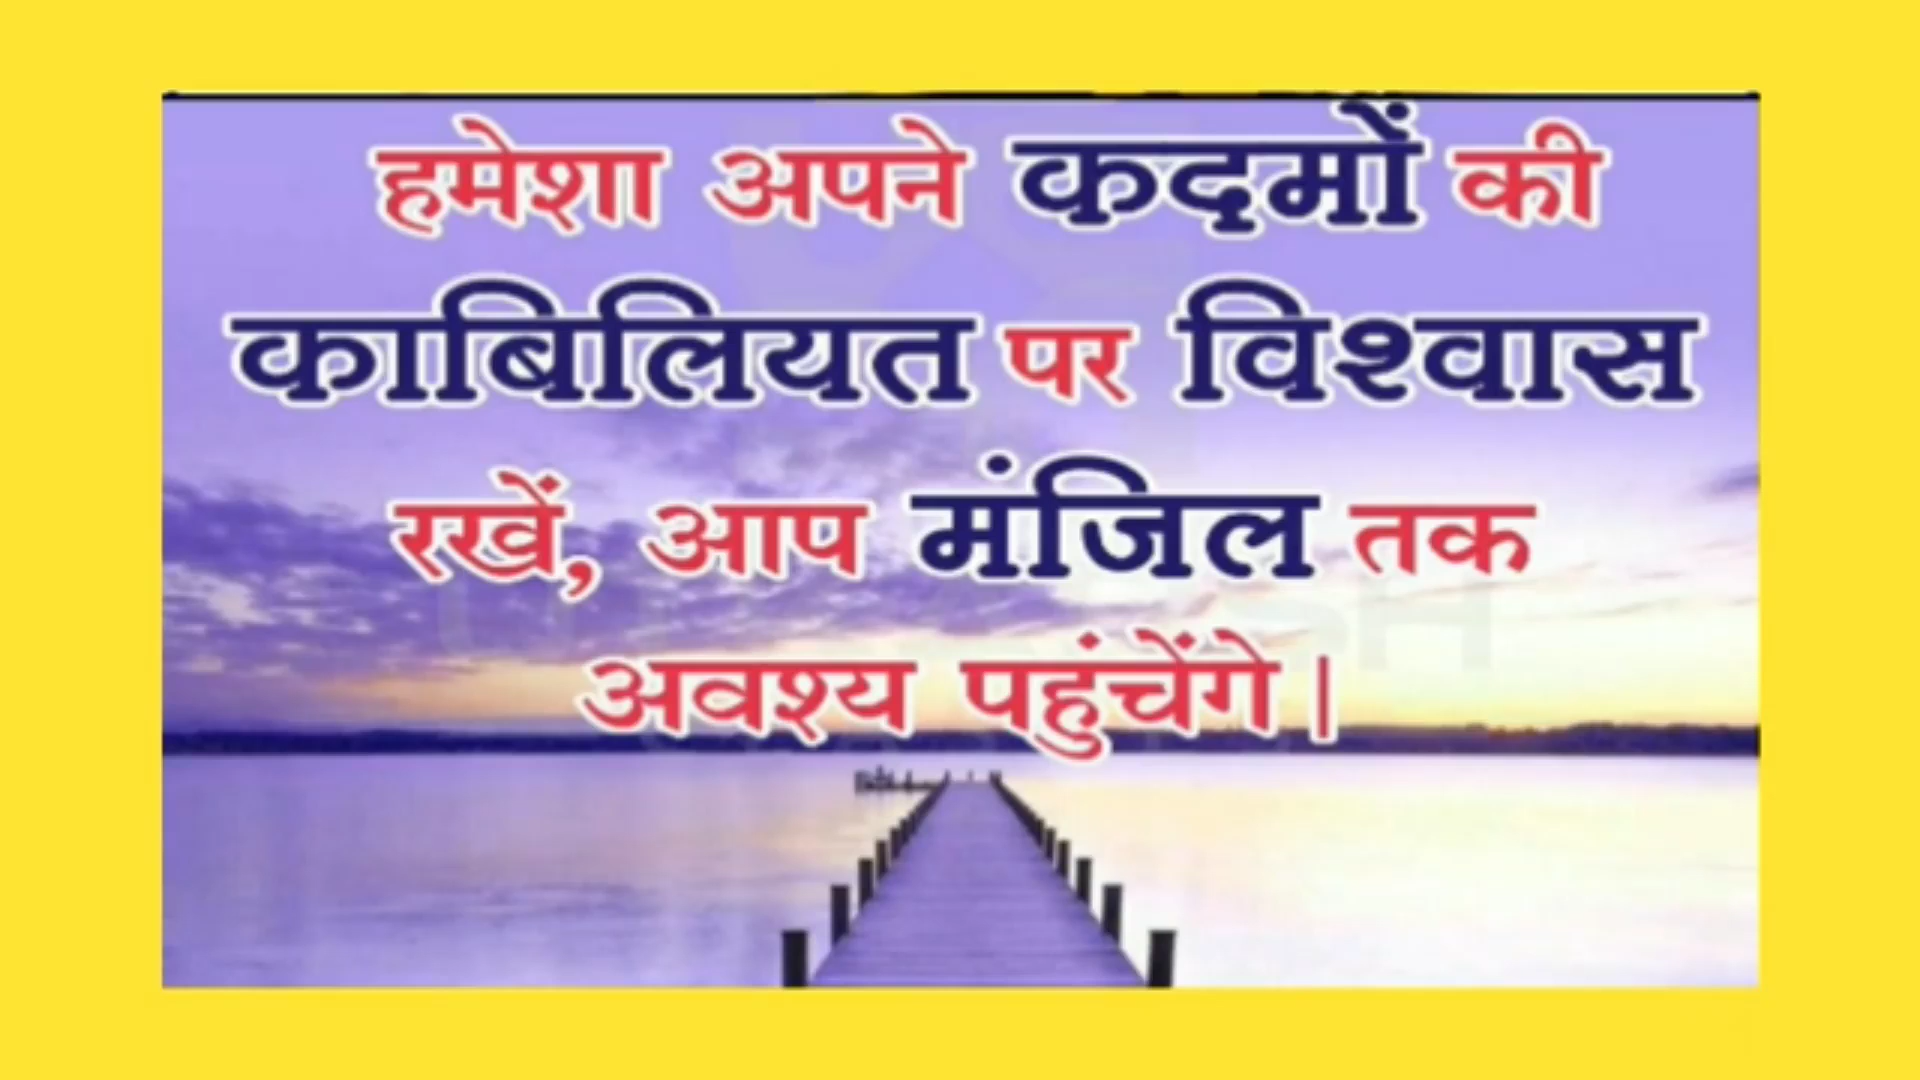 हमेशा अपने कदमों की
काबिलियत पर विश्वास
रखें, आप मंजिल तक
अवश्य पहुंचेंगे।